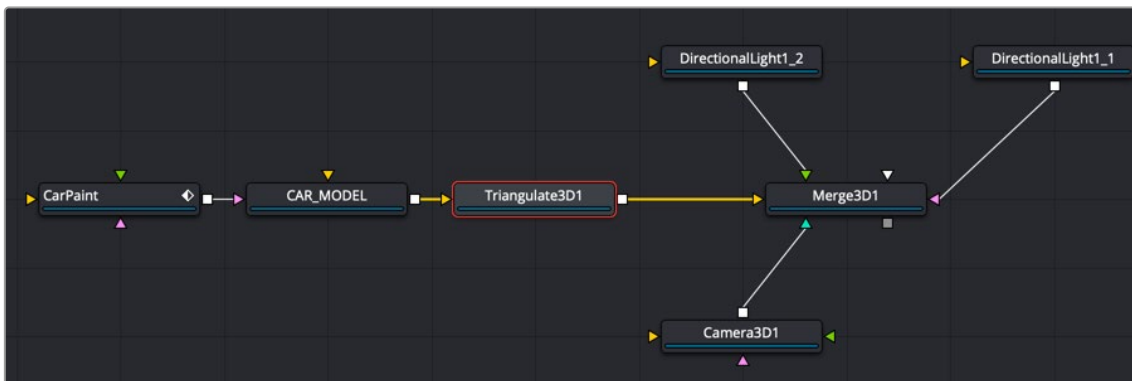 DirectionalLight1_2
DirectionalLight1_1
CarPaint
CAR_MODEL
Triangulate3D1
Merge3D1
Camera3D1